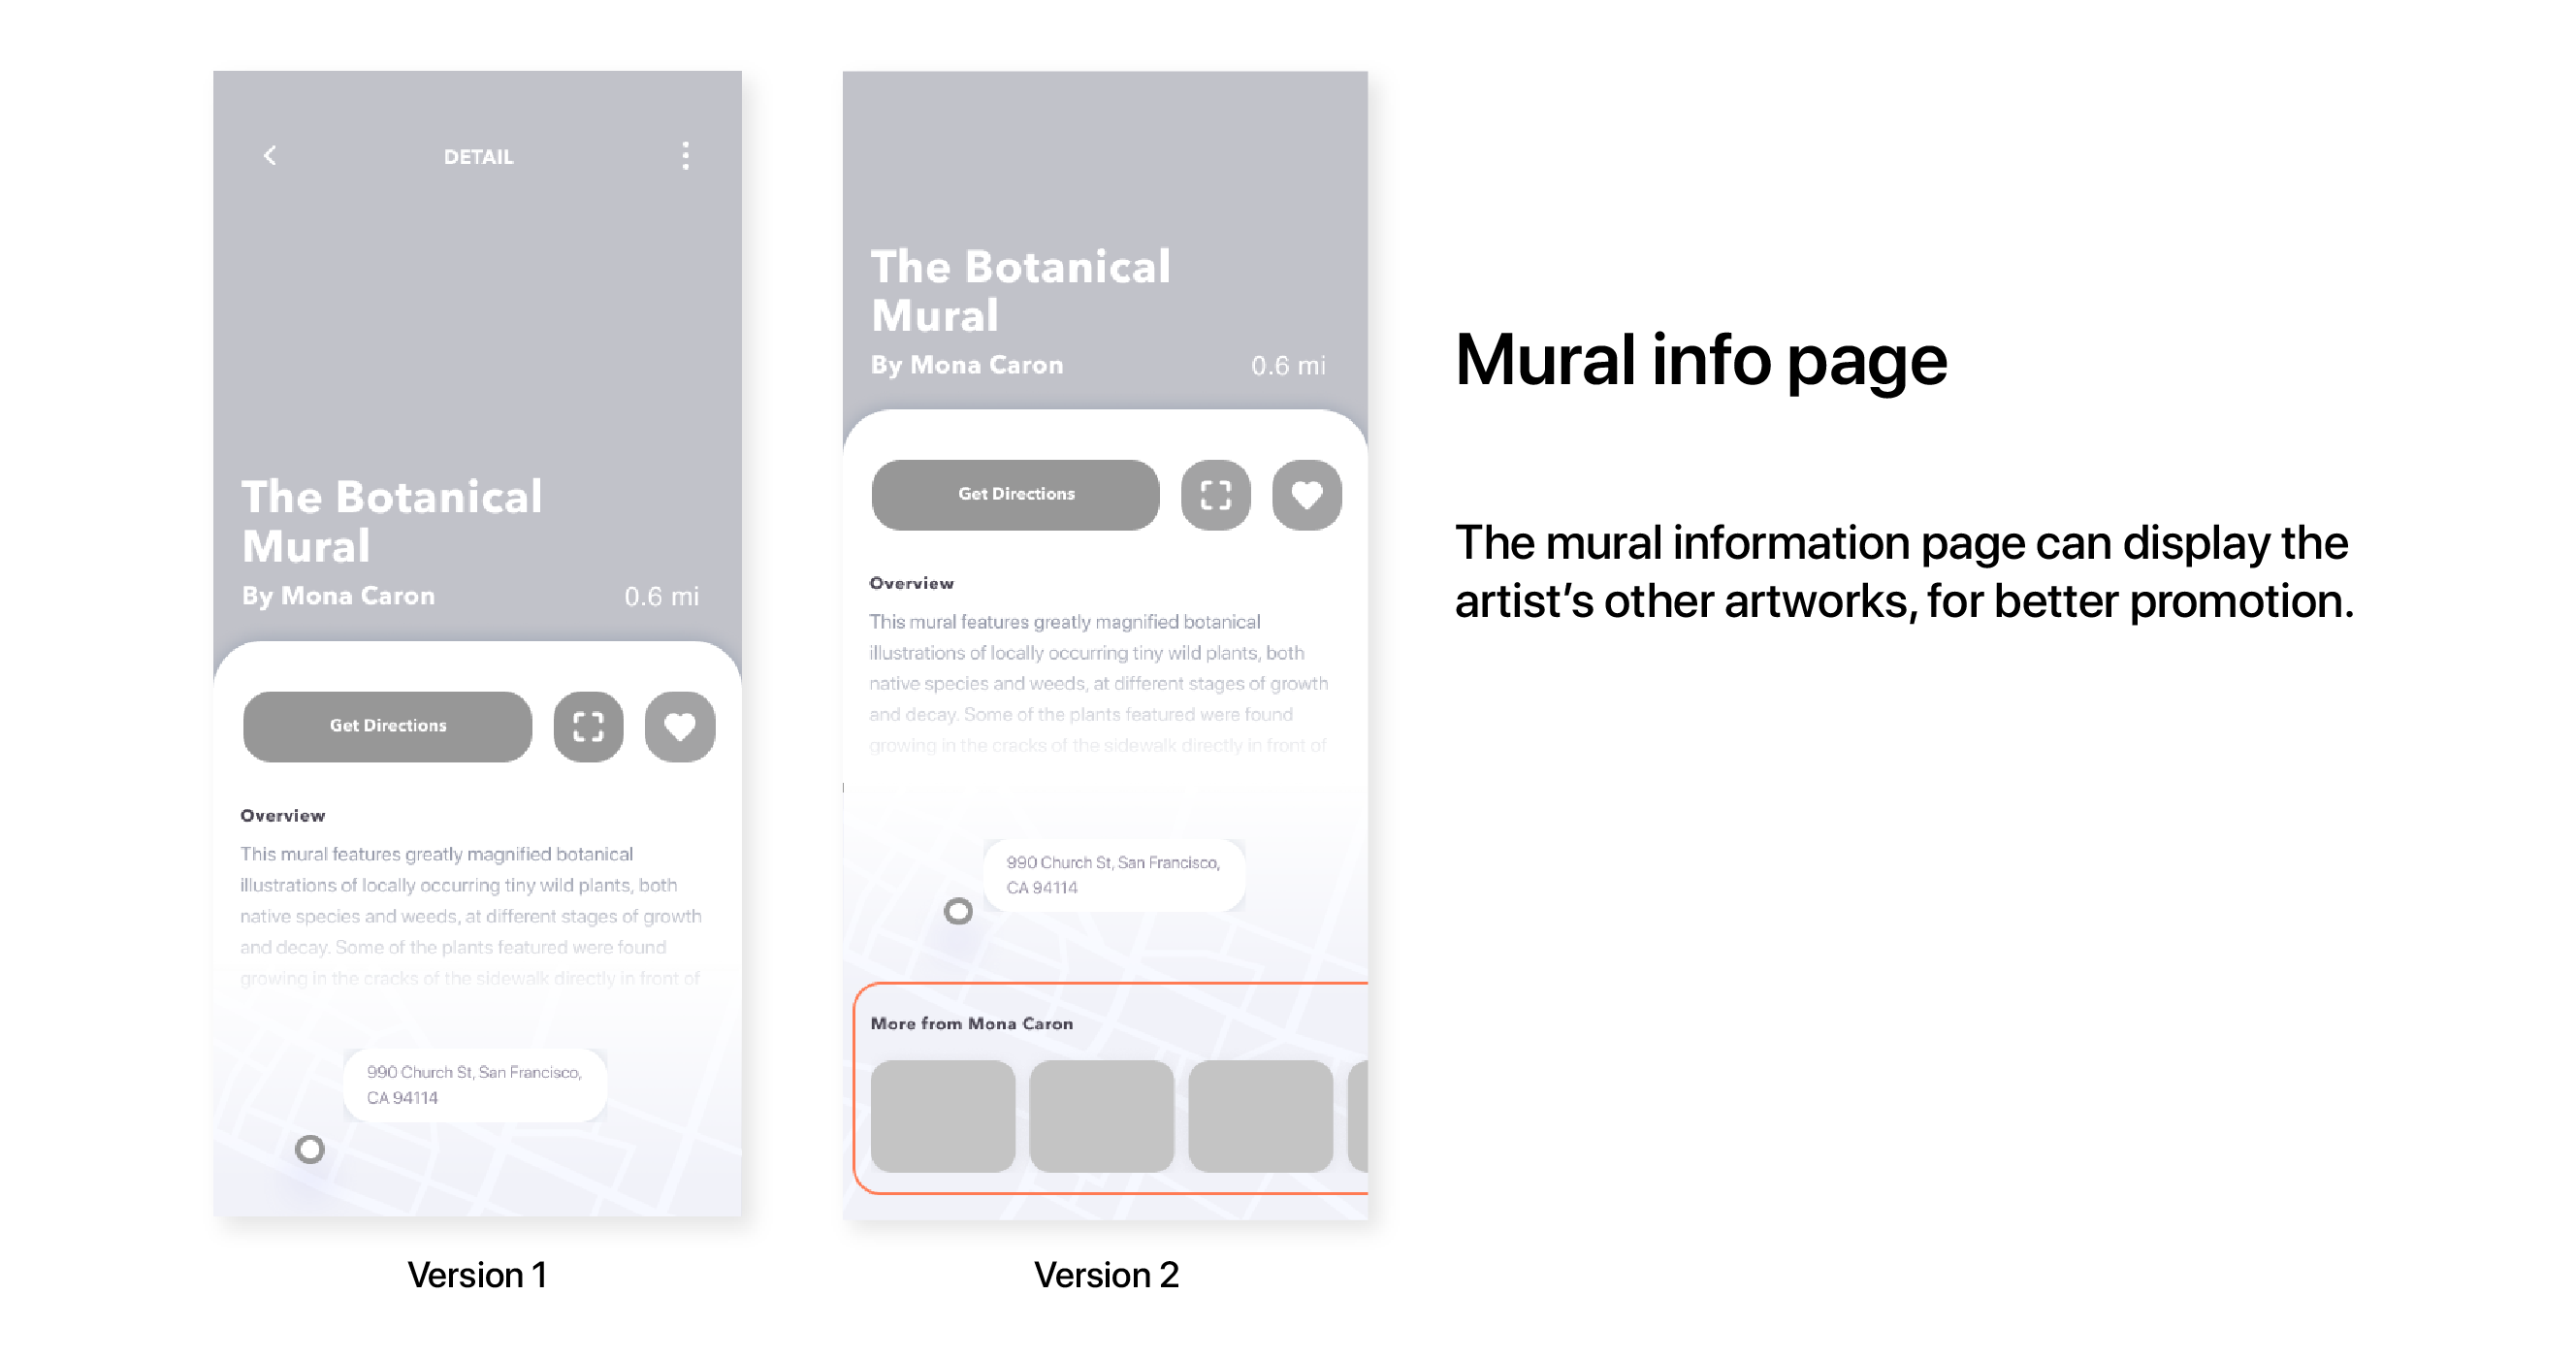 DETAIL
The Botanical
Mural
By Mona Caron
0.6 mi
Get Directions
Overview
This mural features greatly magnified botanical
illustrations of locally occurring tiny wild plants, both
native species and weeds, at different stages of growth
and decay. Some of the plants featured were found
growing in the cracks of the sidewalk directly in front of
990 Church St, San Francisco,
CA 94114
Version 1
The Botanical
Mural
By Mona Caron
0.6 mi
Get Directions
Overview
This mural features greatly magnified botanical
illustrations of locally occurring tiny wild plants, both
native species and weeds, at different stages of growth
and decay. Some of the plants featured were found
growing in the cracks of the sidewalk directly in front of
990 Church St, San Francisco,
CA 94114
More from Mona Caron
Version 2
Mural info page
The mural information page can display the
artist’s other artworks, for better promotion.